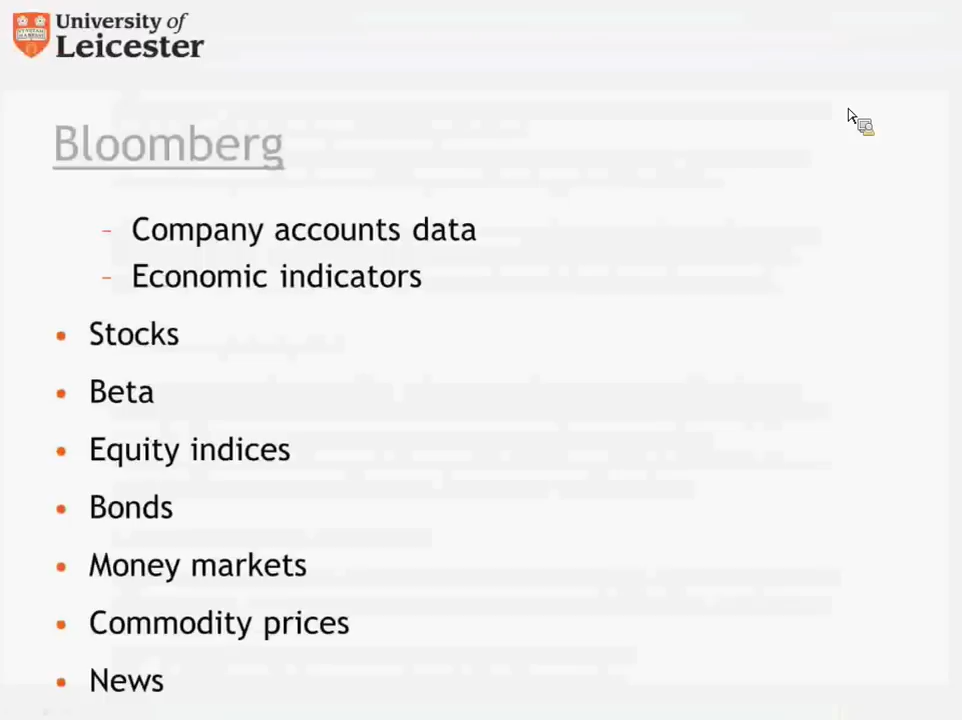 University of
Leicester
Bloomberg
- Company accounts data
- Economic indicators
• Stocks
• Beta
• Equity indices
• Bonds
• Money markets
• Commodity prices
• News